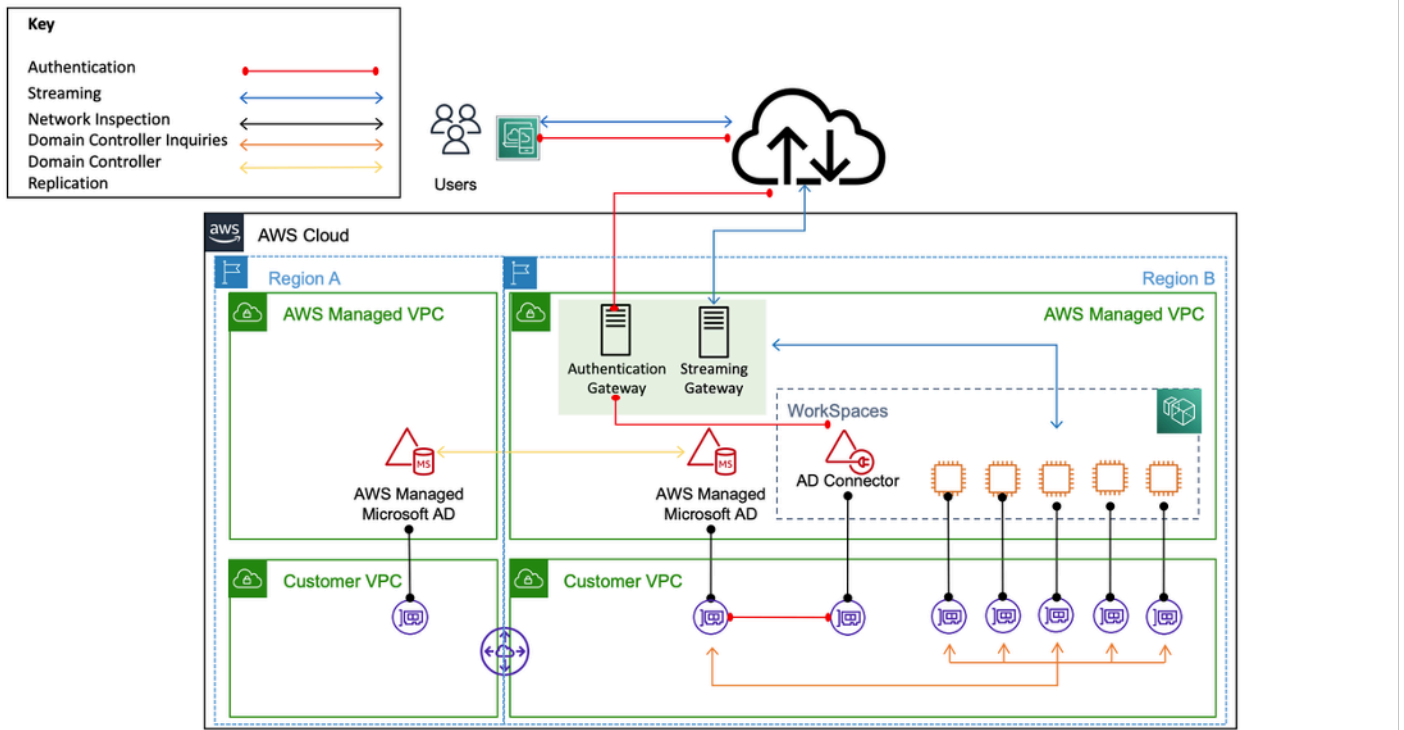 Key
Authentication
Streaming
Network Inspection
Domain Controller Inquiries
Domain Controller
Replication
Users
aws
AWS Cloud
Region A
Region B
AWS Managed VPC
AWS Managed VPC
Authentication
Gateway
Streaming
Gateway
WorkSpaces
MS
MS
AWS Managed
Microsoft AD
AWS Managed
Microsoft AD
AD Connector
Customer VPC
Customer VPC